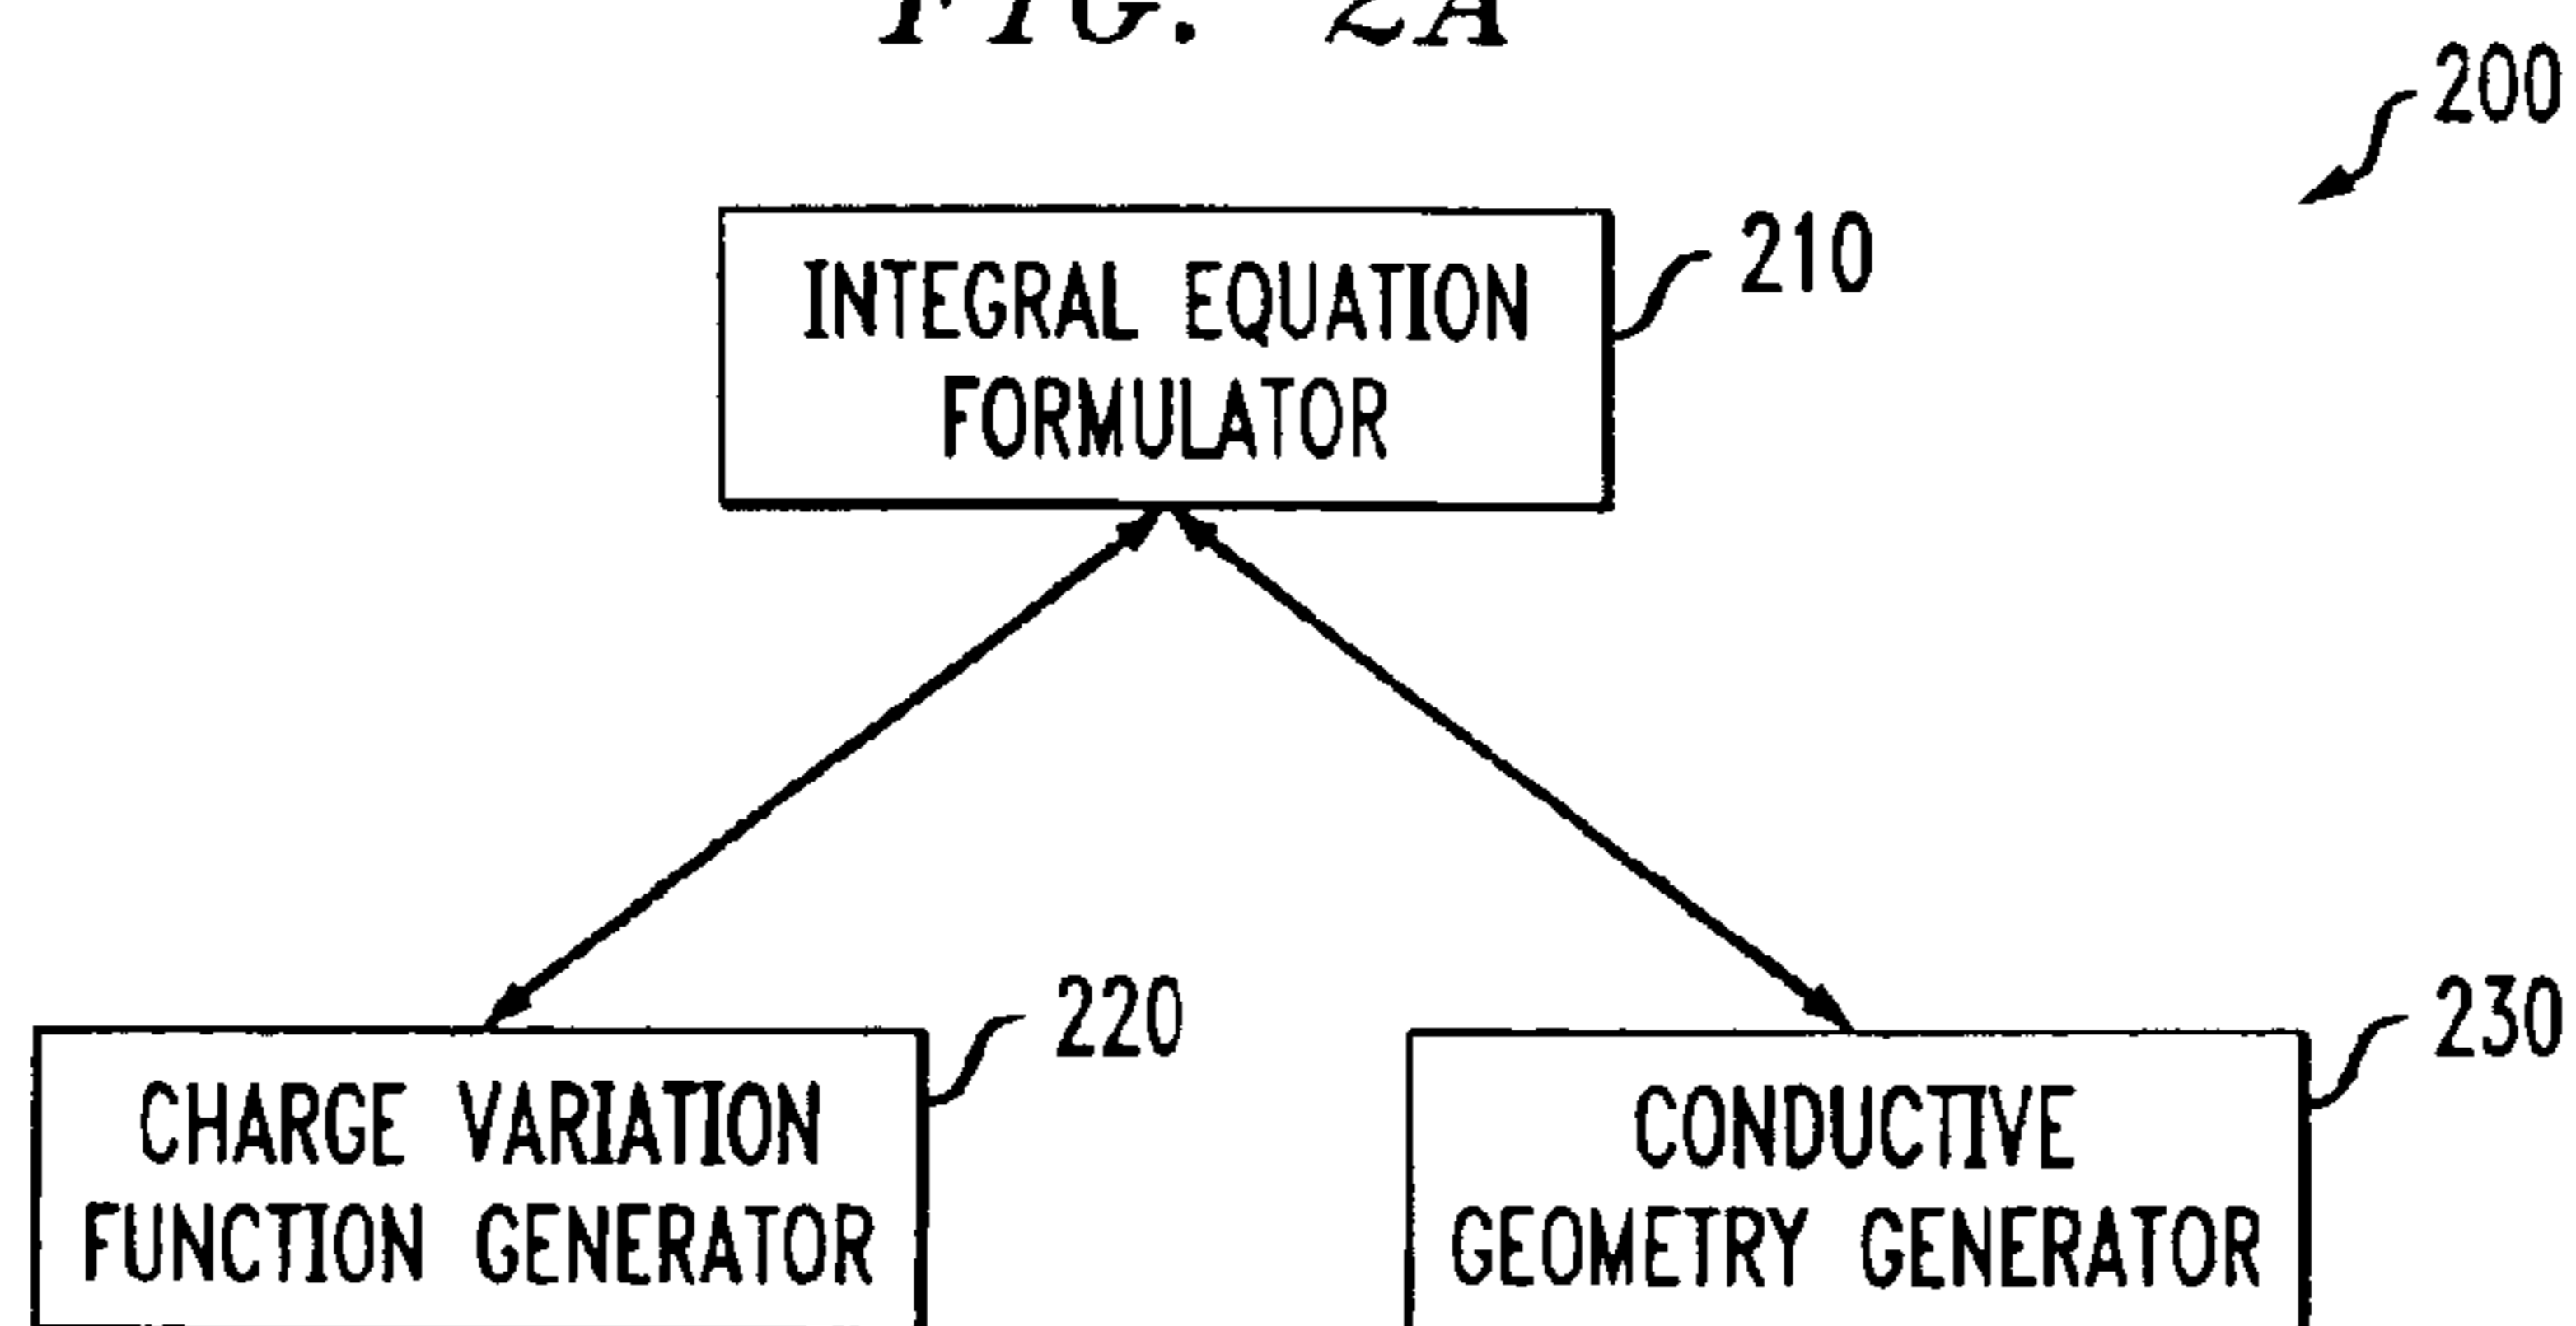 FIG. 2A
200
INTEGRAL EQUATION
FORMULATOR
210
CHARGE VARIATION
FUNCTION GENERATOR
220
CONDUCTIVE
GEOMETRY GENERATOR
230